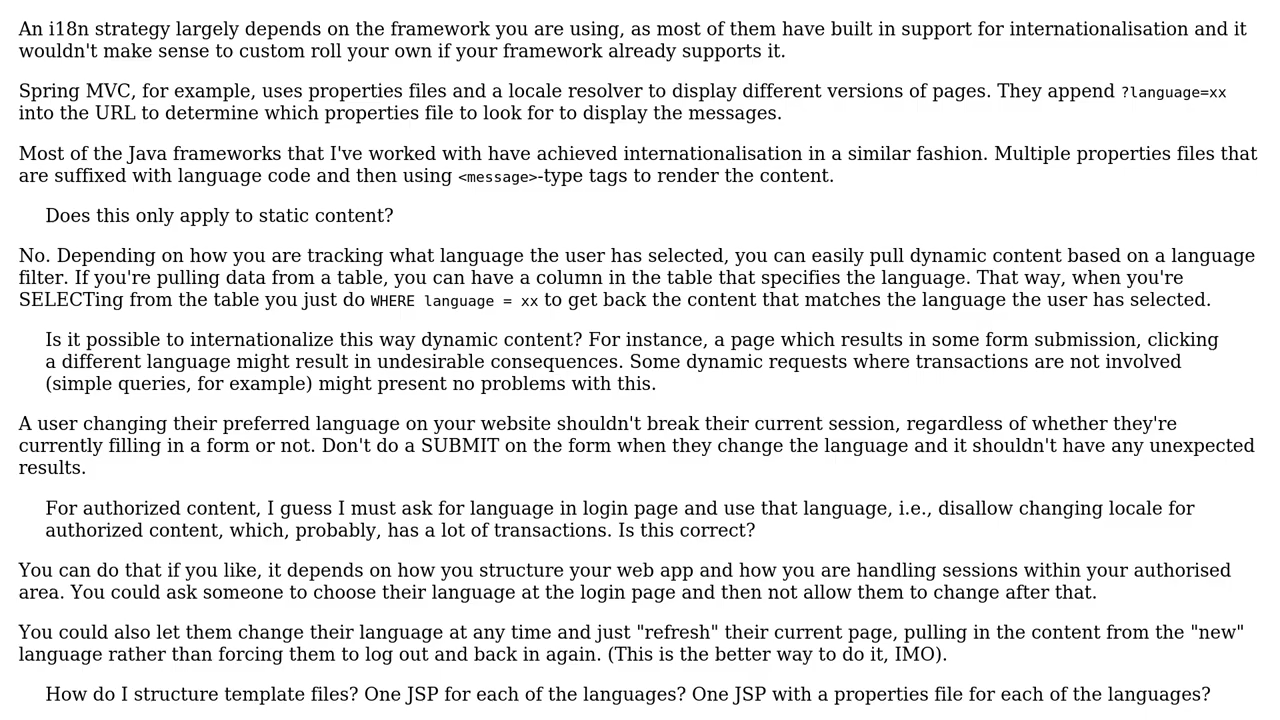 An i18n strategy largely depends on the framework you are using, as most of them have built in support for internationalisation and it
wouldn't make sense to custom roll your own if your framework already supports it.
Spring MVC, for example, uses properties files and a locale resolver to display different versions of pages. They append ?language=xx
into the URL to determine which properties file to look for to display the messages.
Most of the Java frameworks that I've worked with have achieved internationalisation in a similar fashion. Multiple properties files that
are suffixed with language code and then using <message>-type tags to render the content.
Does this only apply to static content?
No. Depending on how you are tracking what language the user has selected, you can easily pull dynamic content based on a language
filter. If you're pulling data from a table, you can have a column in the table that specifies the language. That way, when you're
SELECTing from the table you just do WHERE language = xx to get back the content that matches the language the user has selected.
Is it possible to internationalize this way dynamic content? For instance, a page which results in some form submission, clicking
a different language might result in undesirable consequences. Some dynamic requests where transactions are not involved
(simple queries, for example) might present no problems with this.
A user changing their preferred language on your website shouldn't break their current session, regardless of whether they're
currently filling in a form or not. Don't do a SUBMIT on the form when they change the language and it shouldn't have any unexpected
results.
For authorized content, I guess I must ask for language in login page and use that language, i.e., disallow changing locale for
authorized content, which, probably, has a lot of transactions. Is this correct?
You can do that if you like, it depends on how you structure your web app and how you are handling sessions within your authorised
area. You could ask someone to choose their language at the login page and then not allow them to change after that.
You could also let them change their language at any time and just "refresh" their current page, pulling in the content from the "new"
language rather than forcing them to log out and back in again. (This is the better way to do it, IMO).
How do I structure template files? One JSP for each of the languages? One JSP with a properties file for each of the languages?